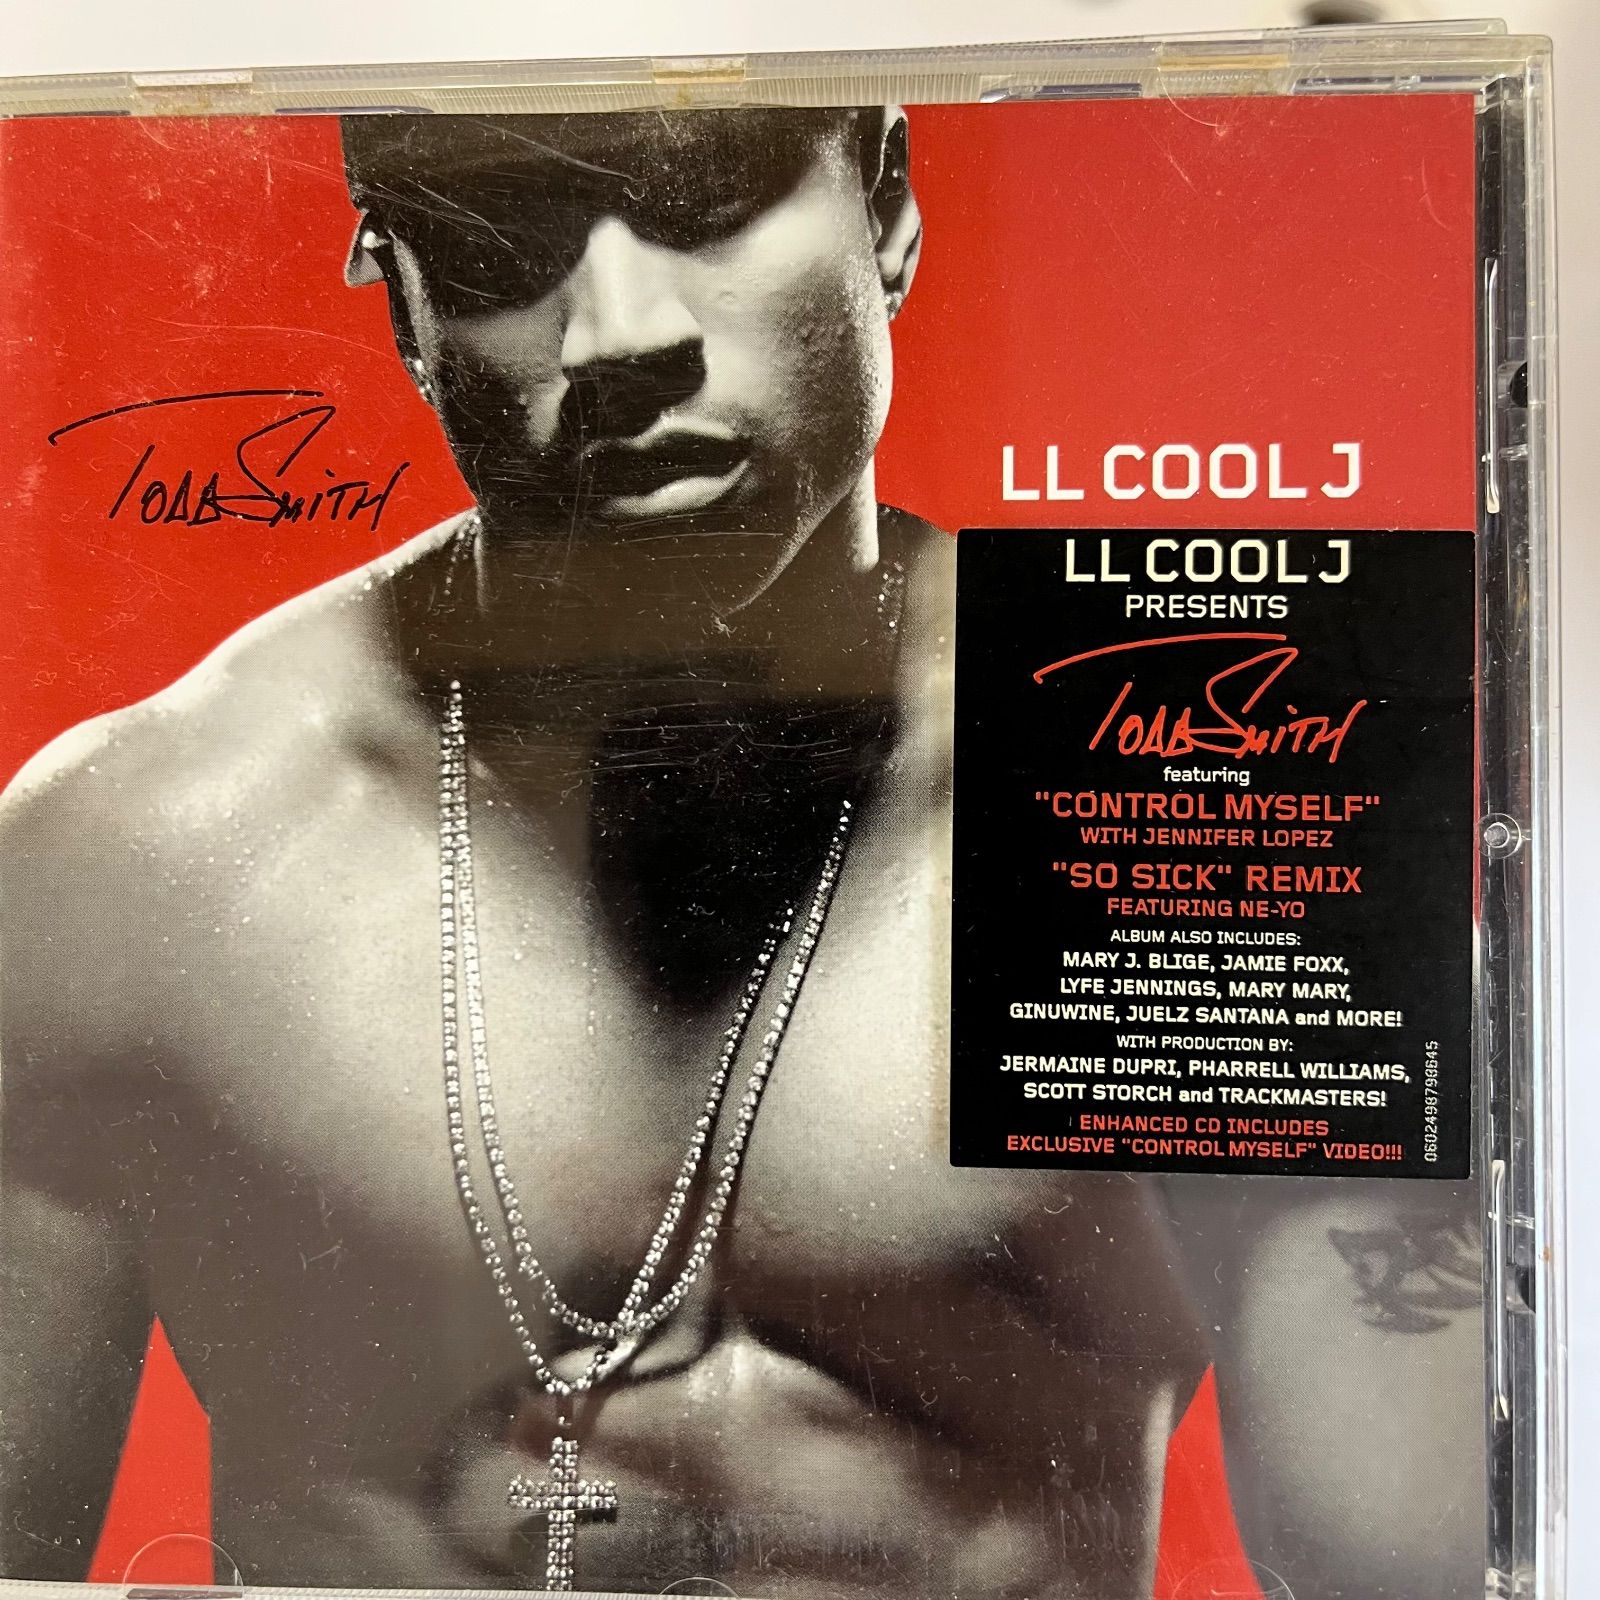 Todd Smith
LL COOL J
LL COOL J
PRESENTS
Todd Smith
featuring
"CONTROL MYSELF"
WITH JENNIFER LOPEZ
"SO SICK" REMIX
FEATURING NE-YO
ALBUM ALSO INCLUDES:
MARY J. BLIGE, JAMIE FOXX,
LYFE JENNINGS, MARY MARY,
GINUWINE, JUELZ SANTANA and MORE!
WITH PRODUCTION BY:
JERMAINE DUPRI, PHARRELL WILLIAMS,
SCOTT STORCH and TRACKMASTERS!
ENHANCED CD INCLUDES
EXCLUSIVE "CONTROL MYSELF" VIDEO!!!
0602498798645